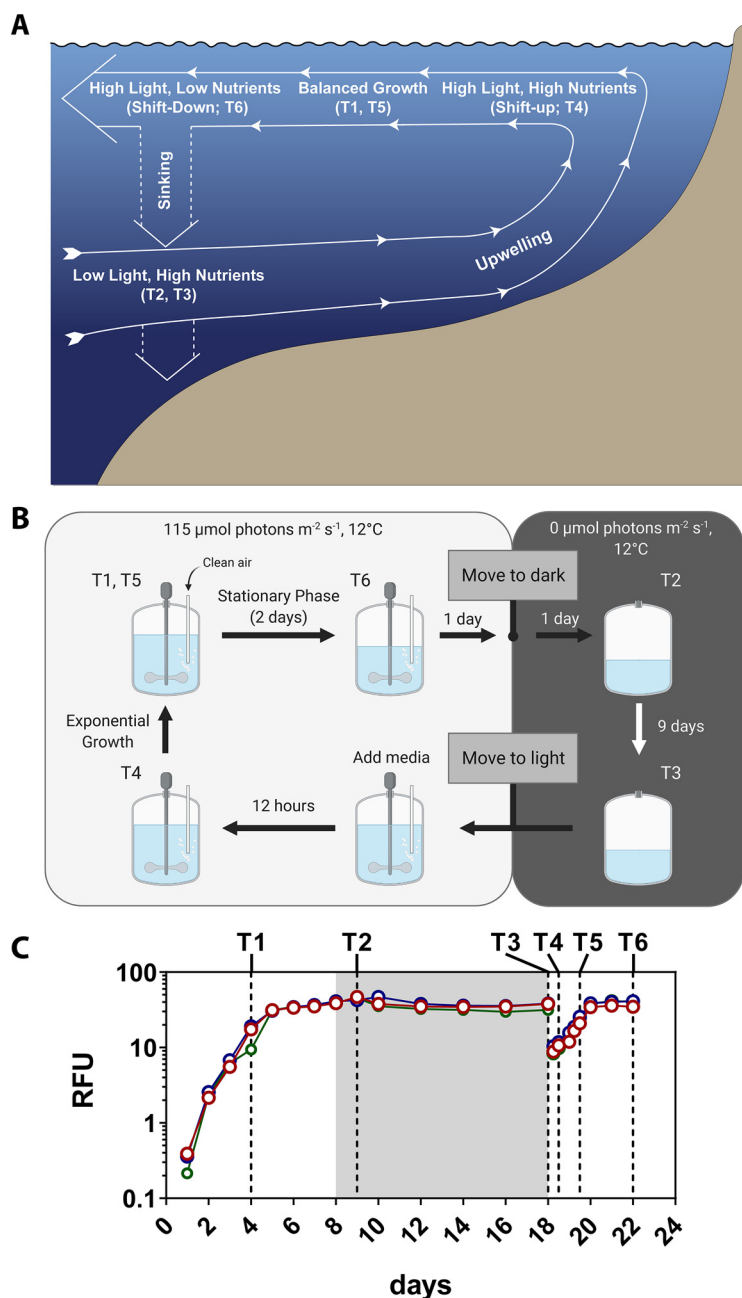 A
High Light, Low Nutrients
(Shift-Down; T6)
Balanced Growth
(T1, T5)
High Light, High Nutrients
(Shift-up; T4)
Sinking
Upwelling
Low Light, High Nutrients
(T2, T3)
B
115 µmol photons m⁻² s⁻¹, 12°C
0 µmol photons m⁻² s⁻¹,
12°C
T1, T5
Clean air
Stationary Phase
(2 days)
T6
1 day
Move to dark
1 day
T2
Exponential
Growth
9 days
T4
12 hours
Add media
Move to light
T3
C
T1 T2 T3 T4 T5 T6
100
10
1
0.1
RFU
0 2 4 6 8 10 12 14 16 18 20 22 24
days